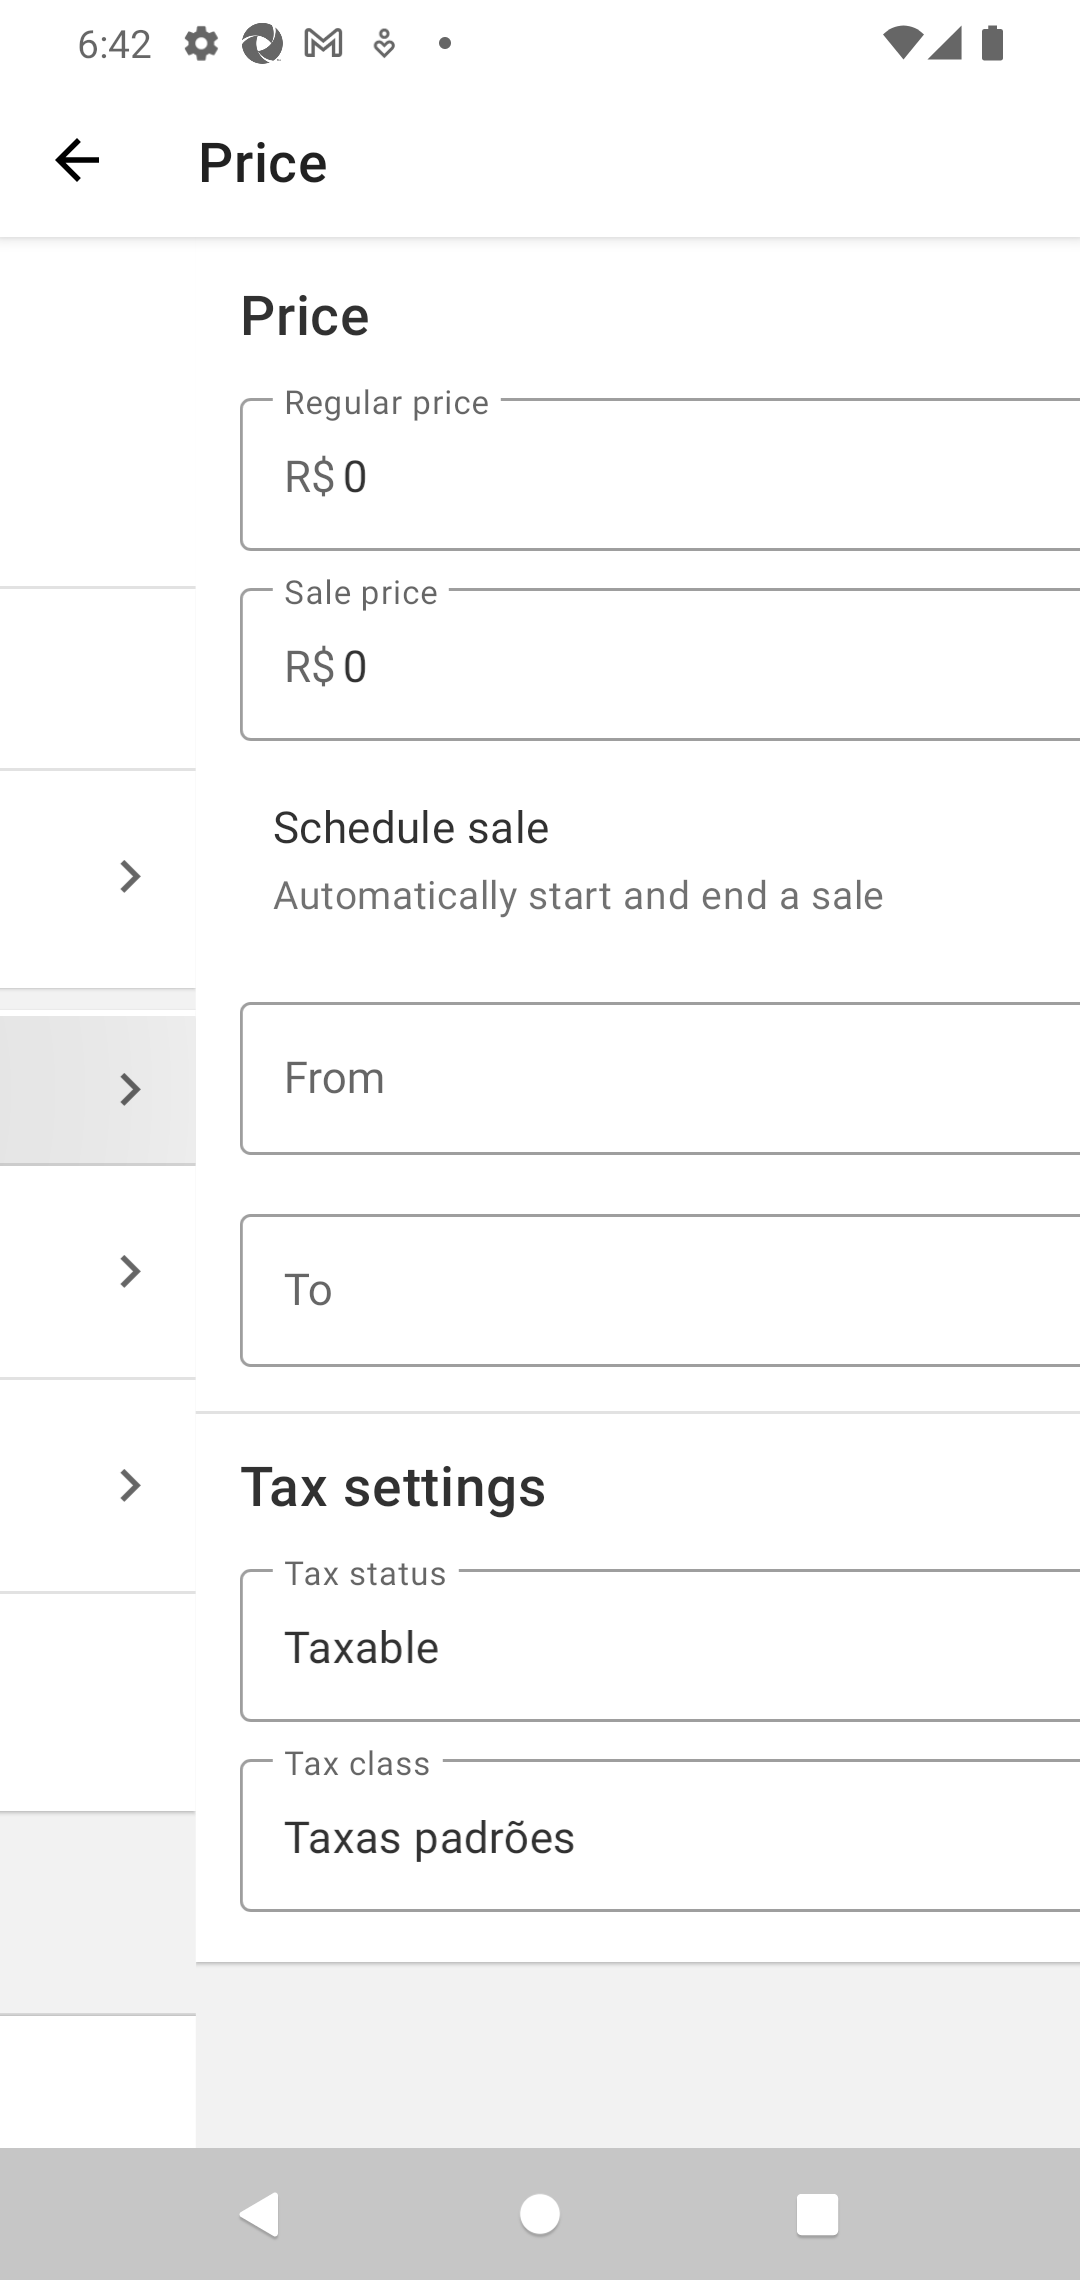 6:42
Price
Price
Regular price
R$ 0
Sale price
R$ 0
Schedule sale
Automatically start and end a sale
From
To
Tax settings
Tax status
Taxable
Tax class
Taxas padrões